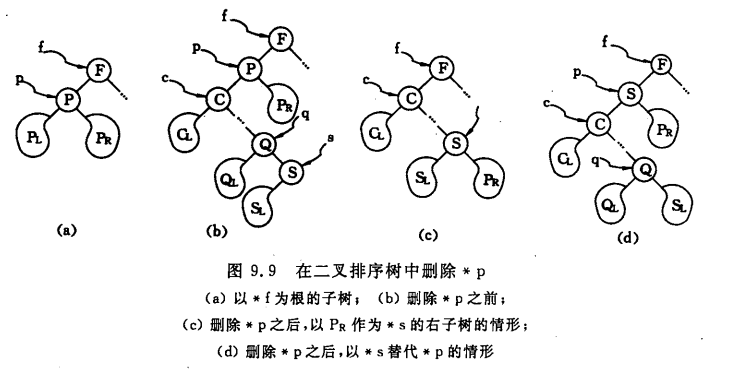 f F
p P
P_L P_R
(a)
f F
p P
c C P_R
C_L q
Q s
Q_L S
S_L
(b)
f F
c C
C_L S
S_L P_R
(c)
f F
p S
c C P_R
C_L q Q
Q_L S_L
(d)
图 9.9 在二叉排序树中删除 * p
(a) 以 * f 为根的子树； (b) 删除 * p 之前；
(c) 删除 * p 之后,以 P_R 作为 * s 的右子树的情形；
(d) 删除 * p 之后,以 * s 替代 * p 的情形